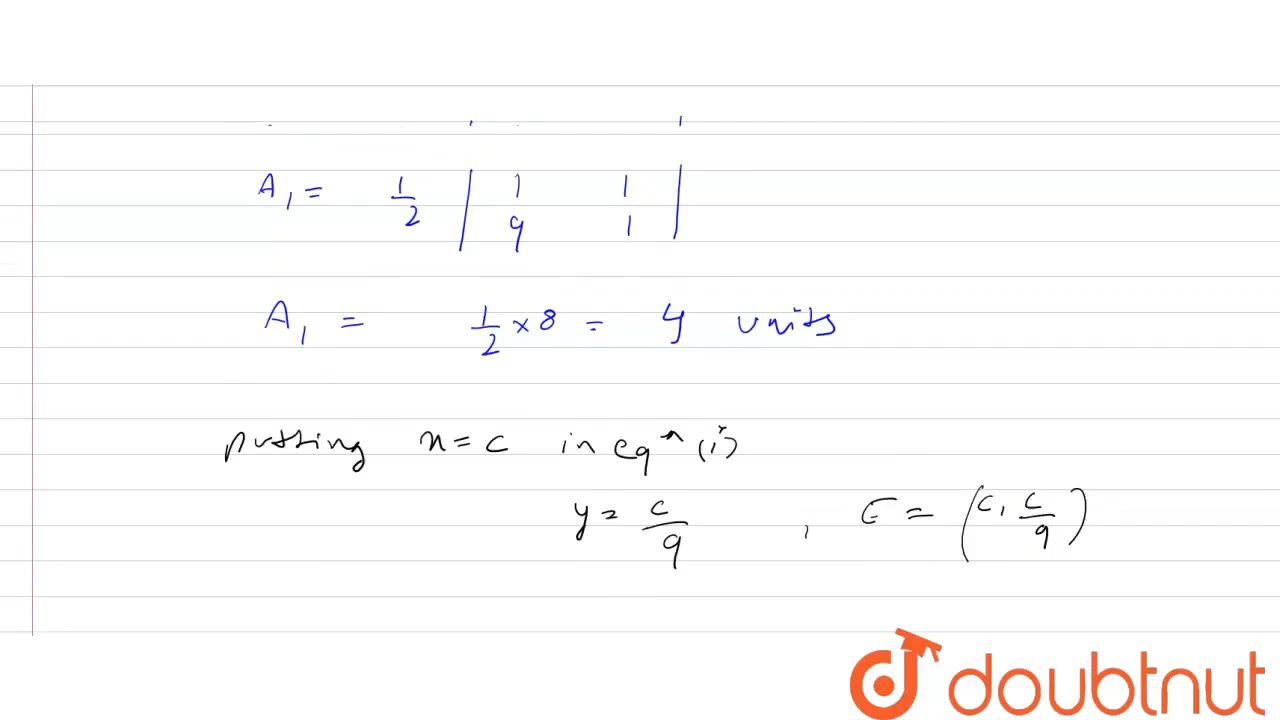 A₁ = 1/2 | 1 1 |
| 9 1 |
A₁ = 1/2 × 8 = 4 units
putting x = c in eqⁿ (i)
y = c/9 , E = (c, c/9)
doubtnut